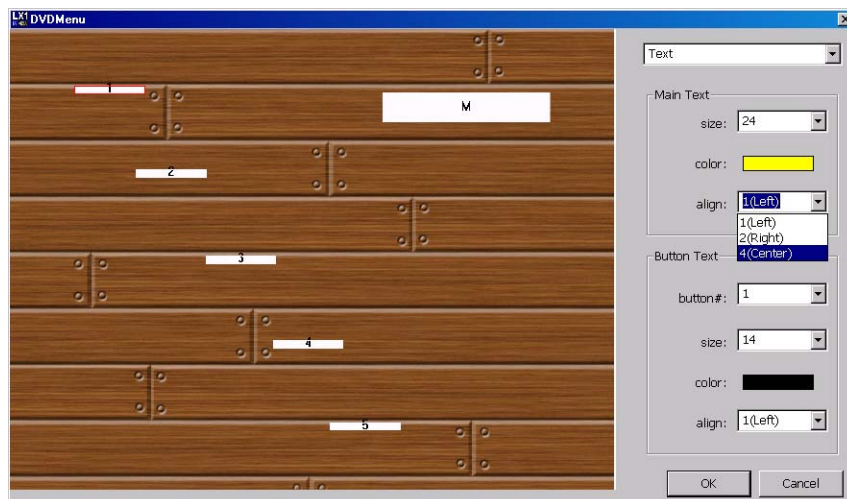 LX1 DVDMenu
Text
1
M
2
3
4
5
Main Text
size: 24
color:
align: 1(Left)
1(Left)
2(Right)
4(Center)
Button Text
button#: 1
size: 14
color:
align: 1(Left)
OK Cancel